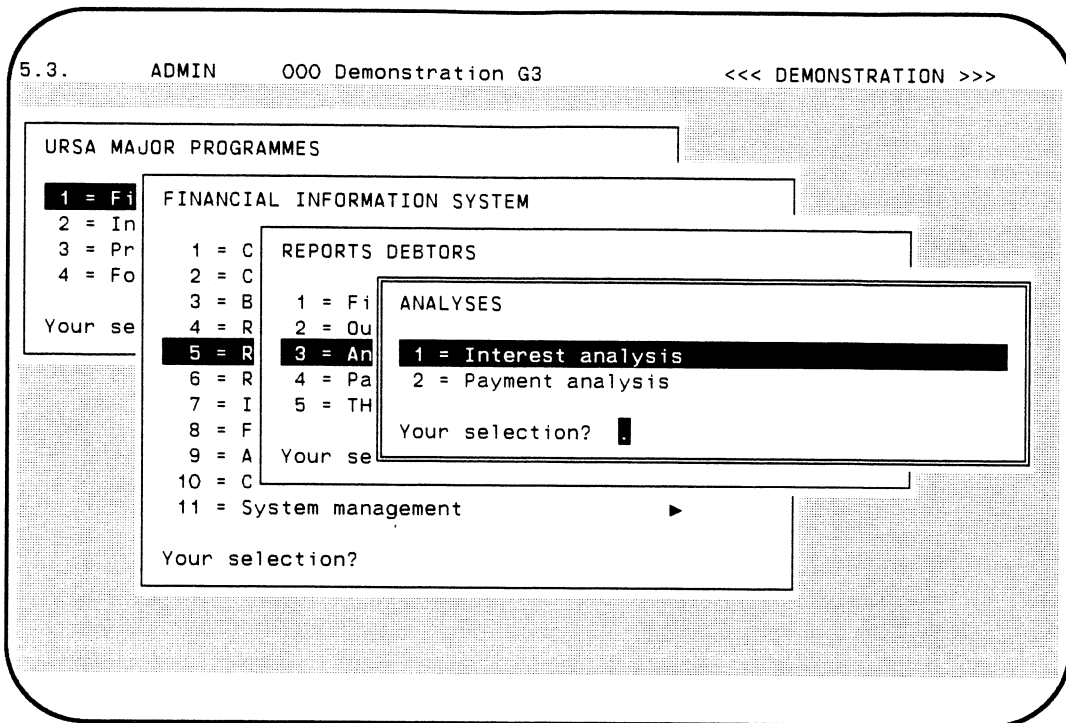 5.3. ADMIN 000 Demonstration G3 <<< DEMONSTRATION >>>
URSA MAJOR PROGRAMMES
1 = Fi
2 = In
3 = Pr
4 = Fo
Your se
FINANCIAL INFORMATION SYSTEM
1 = C
2 = C
3 = B
4 = R
5 = R
6 = R
7 = I
8 = F
9 = A
10 = C
11 = System management ►
Your selection?
REPORTS DEBTORS
1 = Fi
2 = Ou
3 = An
4 = Pa
5 = TH
Your se
ANALYSES
1 = Interest analysis
2 = Payment analysis
Your selection? .